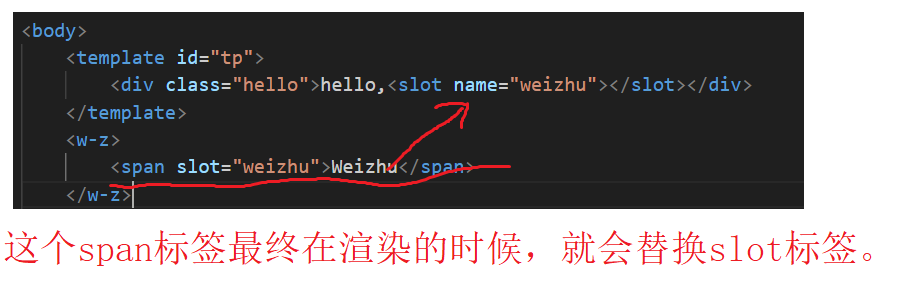 <body>
<template id="tp">
<div class="hello">hello,<slot name="weizhu"></slot></div>
</template>
<w-z>
<span slot="weizhu">Weizhu</span>
</w-z>
这个span标签最终在渲染的时候，就会替换slot标签。